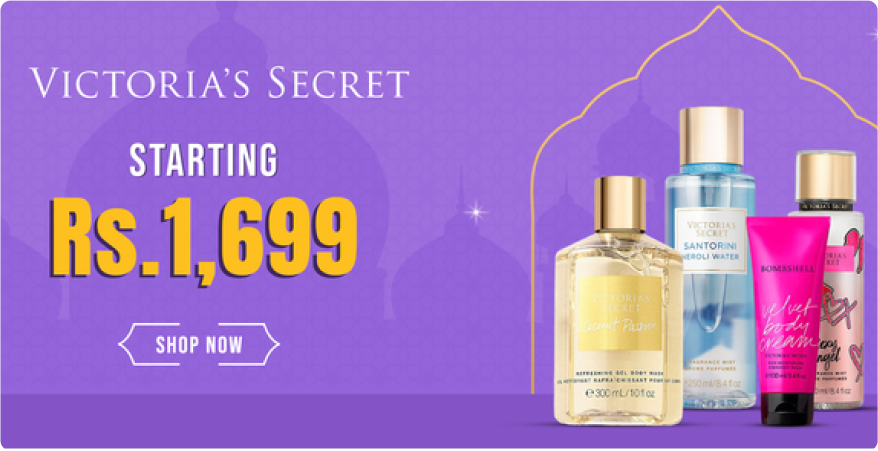 VICTORIA'S SECRET
STARTING
Rs.1,699
SHOP NOW
VICTORIA'S
SECRET
Coconut Passion
REFRESHING GEL BODY WASH
300 mL/10 fl oz
VICTORIA'S
SECRET
SANTORINI
NEROLI WATER
FRAGRANCE MIST
BRUME PARFUMÉE
250 ml/8.4 fl oz
BOMBSHELL
velvet
body
cream
VICTORIA'S SECRET